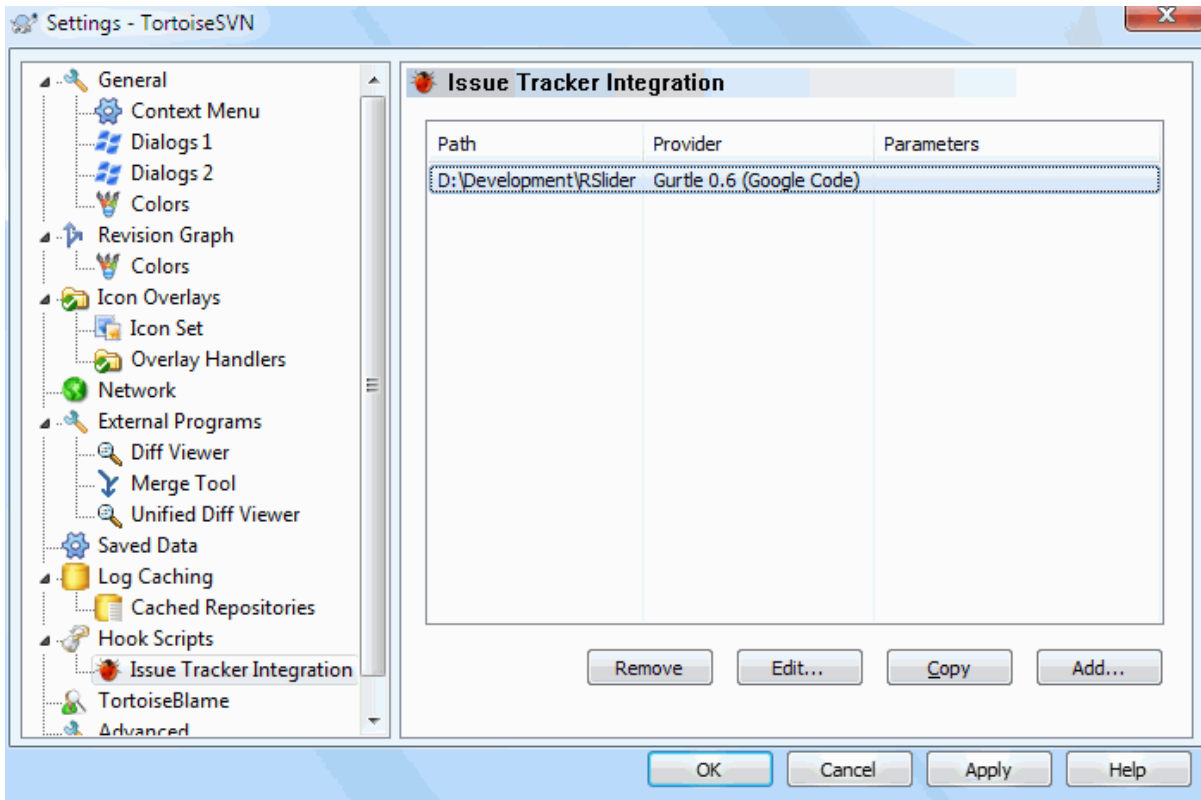 Settings - TortoiseSVN
General
Context Menu
Dialogs 1
Dialogs 2
Colors
Revision Graph
Colors
Icon Overlays
Icon Set
Overlay Handlers
Network
External Programs
Diff Viewer
Merge Tool
Unified Diff Viewer
Saved Data
Log Caching
Cached Repositories
Hook Scripts
Issue Tracker Integration
TortoiseBlame
Advanced
Issue Tracker Integration
Path Provider Parameters
D:\Development\RSlider Gurtle 0.6 (Google Code)
Remove Edit... Copy Add...
OK Cancel Apply Help